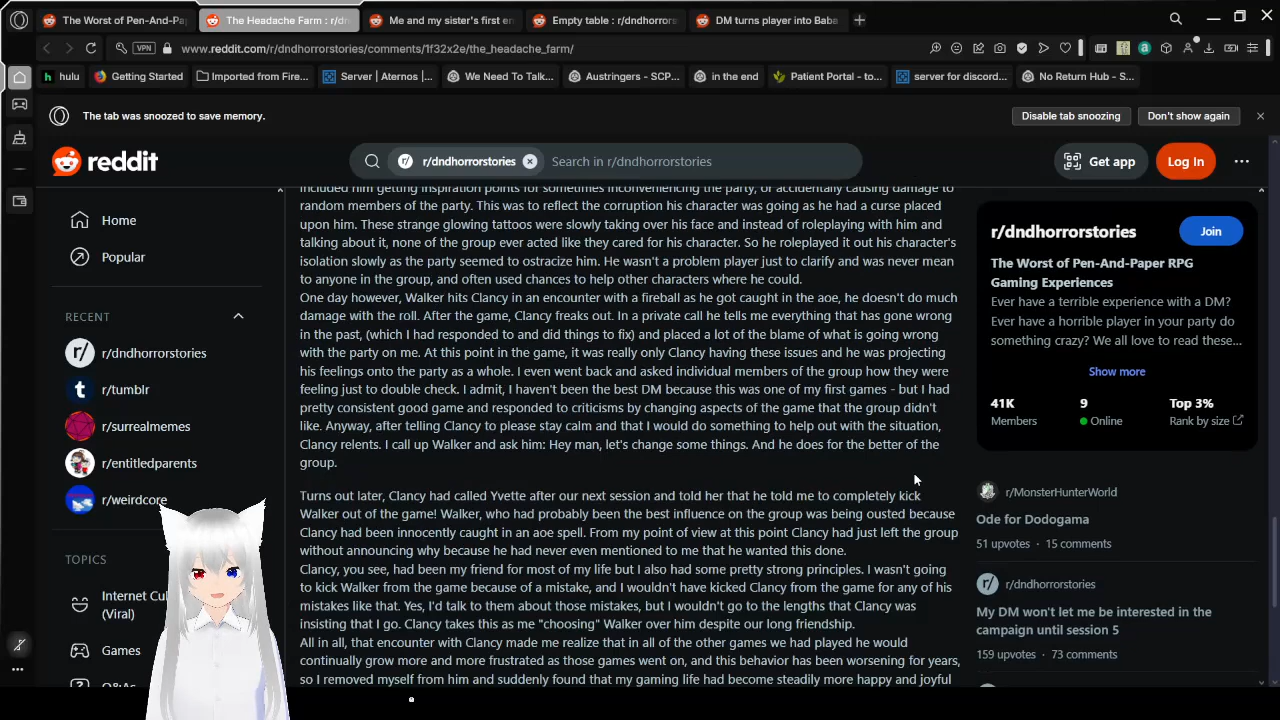 The Worst of Pen-And-Pa
The Headache Farm : r/dn
Me and my sister's first en
Empty table : r/dndhorrors
DM turns player into Baba
VPN
www.reddit.com/r/dndhorrorstories/comments/1f32x2e/the_headache_farm/
hulu
Getting Started
Imported from Fire...
Server | Aternos |...
We Need To Talk...
Austringers - SCP...
in the end
Patient Portal - to...
server for discord...
No Return Hub - S...
The tab was snoozed to save memory.
Disable tab snoozing
Don't show again
reddit
r/dndhorrorstories
Search in r/dndhorrorstories
Get app
Log In
Home
Popular
RECENT
r/dndhorrorstories
r/tumblr
r/surrealmemes
r/entitledparents
r/weirdcore
TOPICS
Internet Cul
(Viral)
Games
Q&As
included him getting inspiration points for sometimes inconveniencing the party, or accidentally causing damage to
random members of the party. This was to reflect the corruption his character was going as he had a curse placed
upon him. These strange glowing tattoos were slowly taking over his face and instead of roleplaying with him and
talking about it, none of the group ever acted like they cared for his character. So he roleplayed it out his character's
isolation slowly as the party seemed to ostracize him. He wasn't a problem player just to clarify and was never mean
to anyone in the group, and often used chances to help other characters where he could.
One day however, Walker hits Clancy in an encounter with a fireball as he got caught in the aoe, he doesn't do much
damage with the roll. After the game, Clancy freaks out. In a private call he tells me everything that has gone wrong
in the past, (which I had responded to and did things to fix) and placed a lot of the blame of what is going wrong
with the party on me. At this point in the game, it was really only Clancy having these issues and he was projecting
his feelings onto the party as a whole. I even went back and asked individual members of the group how they were
feeling just to double check. I admit, I haven't been the best DM because this was one of my first games - but I had
pretty consistent good game and responded to criticisms by changing aspects of the game that the group didn't
like. Anyway, after telling Clancy to please stay calm and that I would do something to help out with the situation,
Clancy relents. I call up Walker and ask him: Hey man, let's change some things. And he does for the better of the
group.
Turns out later, Clancy had called Yvette after our next session and told her that he told me to completely kick
Walker out of the game! Walker, who had probably been the best influence on the group was being ousted because
Clancy had been innocently caught in an aoe spell. From my point of view at this point Clancy had just left the group
without announcing why because he had never even mentioned to me that he wanted this done.
Clancy, you see, had been my friend for most of my life but I also had some pretty strong principles. I wasn't going
to kick Walker from the game because of a mistake, and I wouldn't have kicked Clancy from the game for any of his
mistakes like that. Yes, I'd talk to them about those mistakes, but I wouldn't go to the lengths that Clancy was
insisting that I go. Clancy takes this as me "choosing" Walker over him despite our long friendship.
All in all, that encounter with Clancy made me realize that in all of the other games we had played he would
continually grow more and more frustrated as those games went on, and this behavior has been worsening for years,
so I removed myself from him and suddenly found that my gaming life had become steadily more happy and joyful
r/dndhorrorstories
Join
The Worst of Pen-And-Paper RPG
Gaming Experiences
Ever have a terrible experience with a DM?
Ever have a horrible player in your party do
something crazy? We all love to read these...
Show more
41K
9
Top 3%
Members
Online
Rank by size
r/MonsterHunterWorld
Ode for Dodogama
51 upvotes · 15 comments
r/dndhorrorstories
My DM won't let me be interested in the
campaign until session 5
159 upvotes · 73 comments